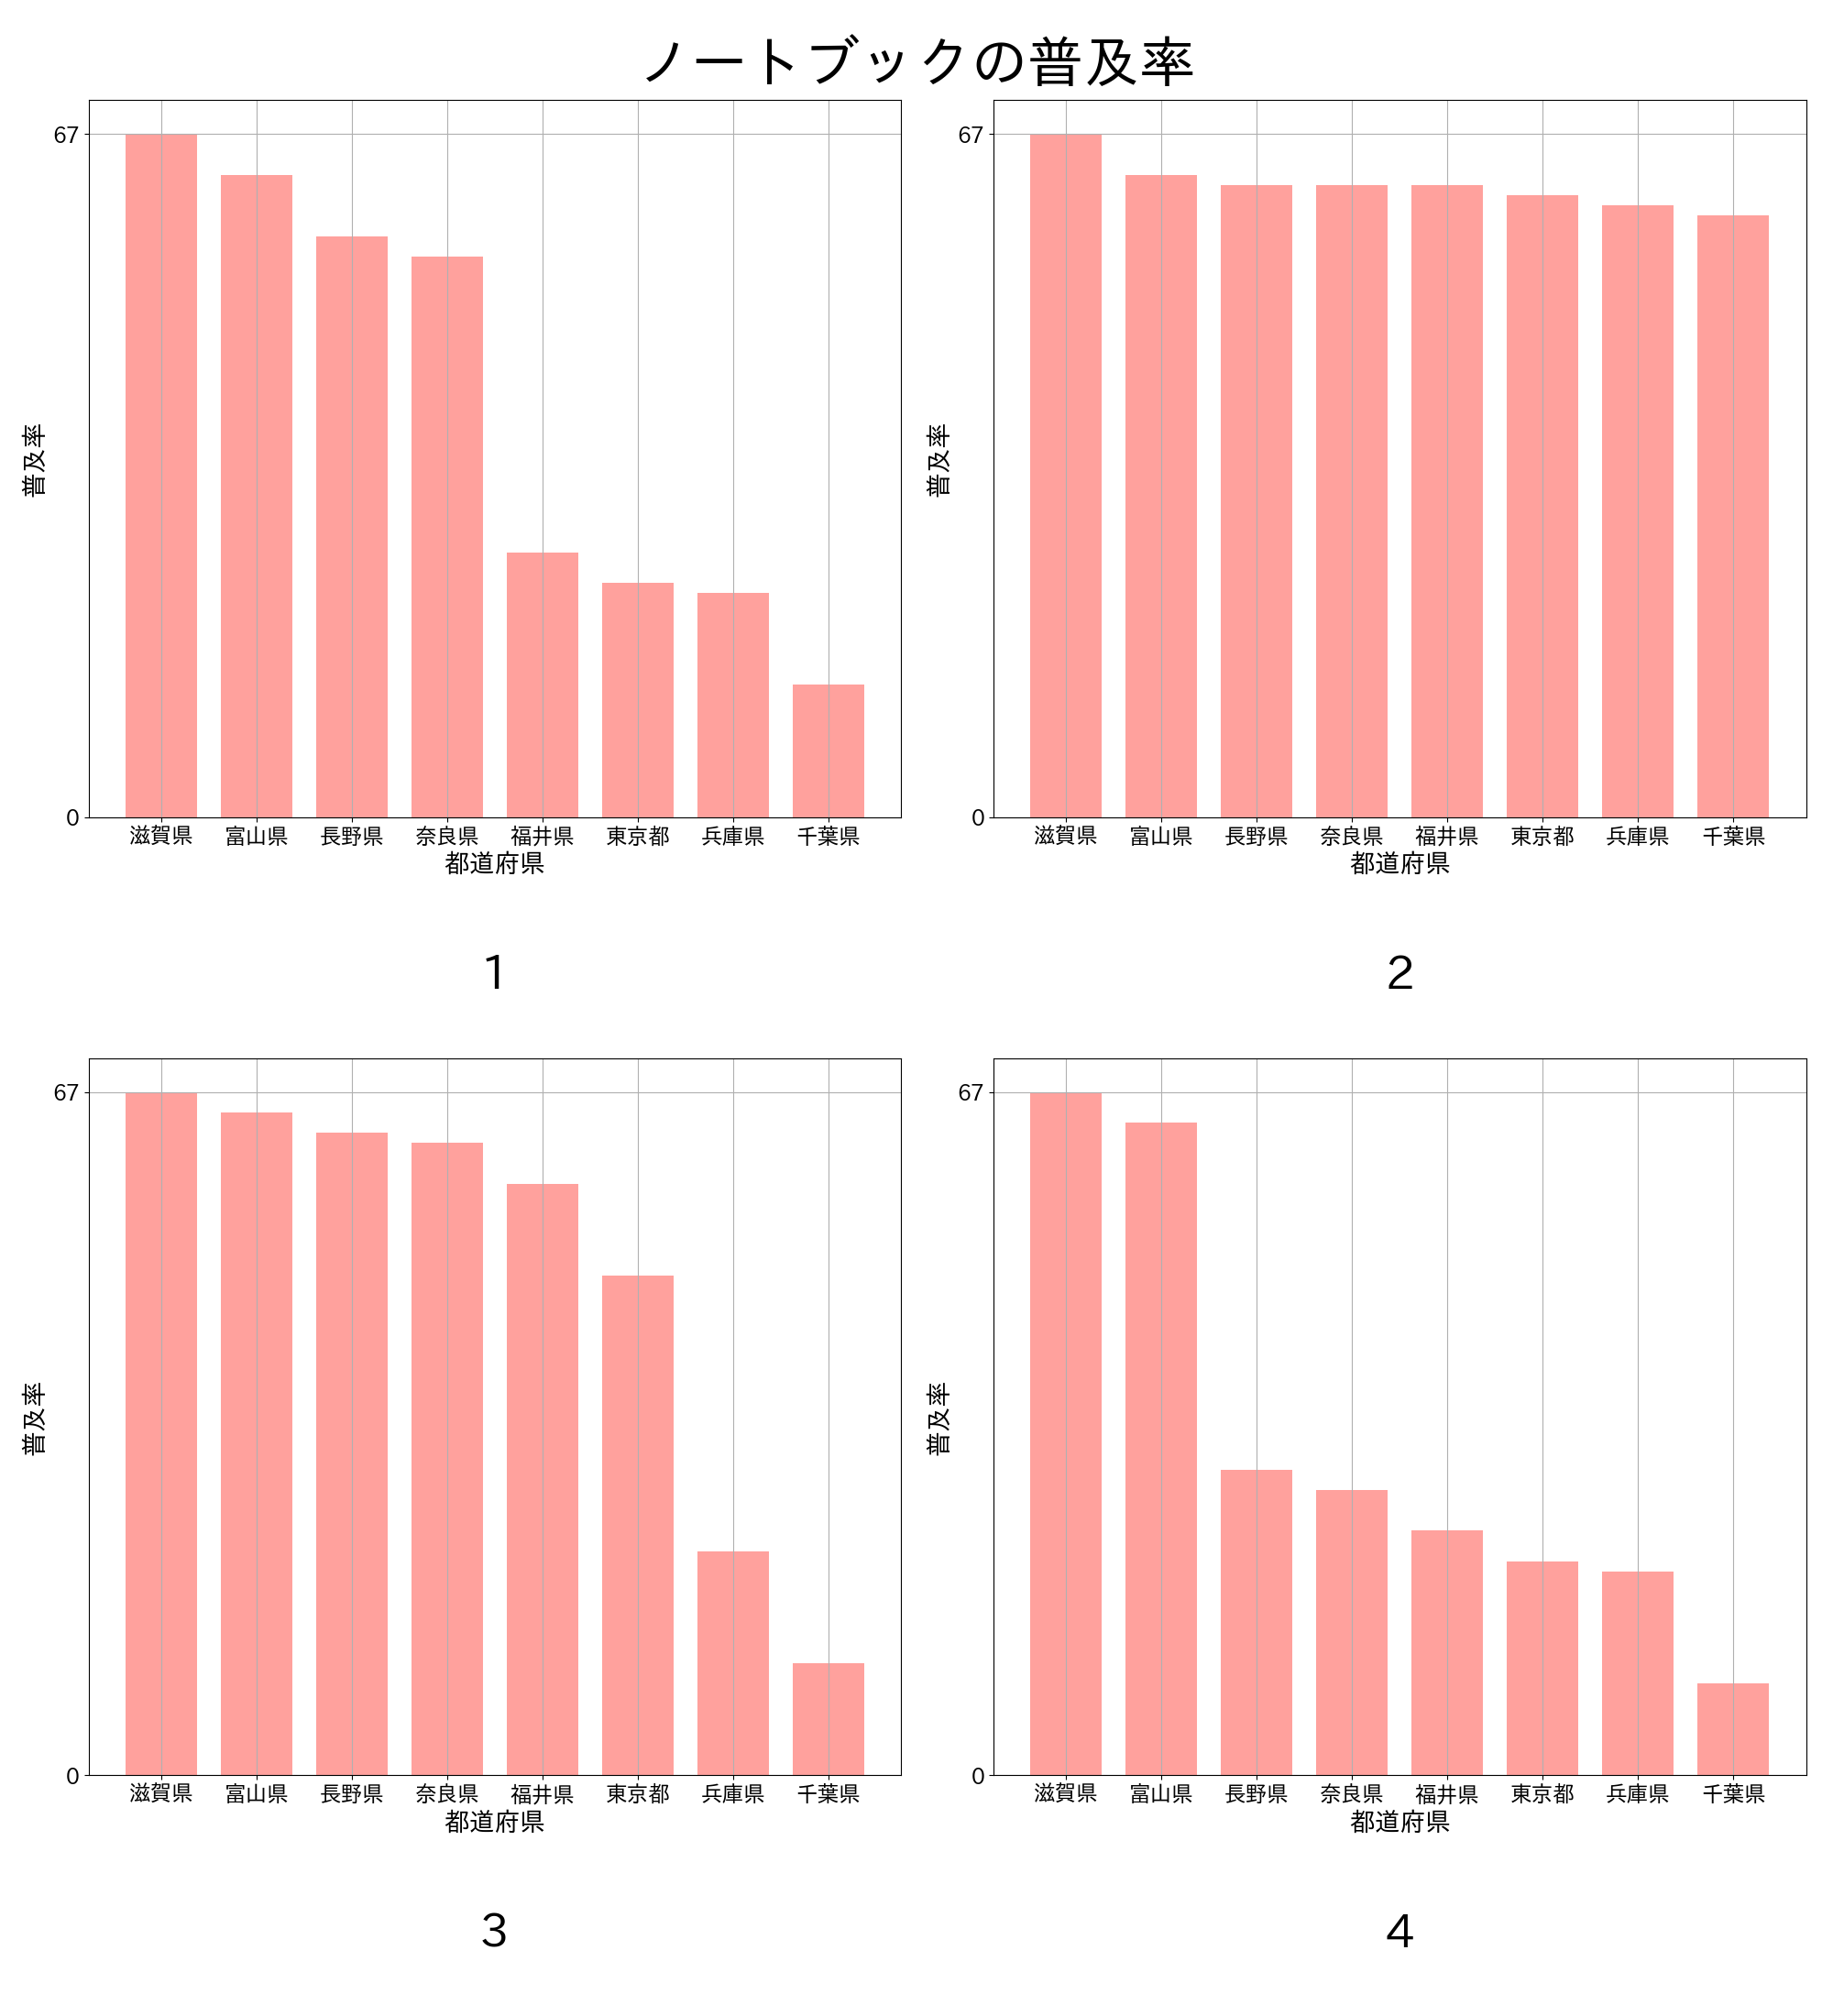 ノートブックの普及率
67
0
普及率
滋賀県 富山県 長野県 奈良県 福井県 東京都 兵庫県 千葉県
都道府県
1
67
0
普及率
滋賀県 富山県 長野県 奈良県 福井県 東京都 兵庫県 千葉県
都道府県
2
67
0
普及率
滋賀県 富山県 長野県 奈良県 福井県 東京都 兵庫県 千葉県
都道府県
3
67
0
普及率
滋賀県 富山県 長野県 奈良県 福井県 東京都 兵庫県 千葉県
都道府県
4